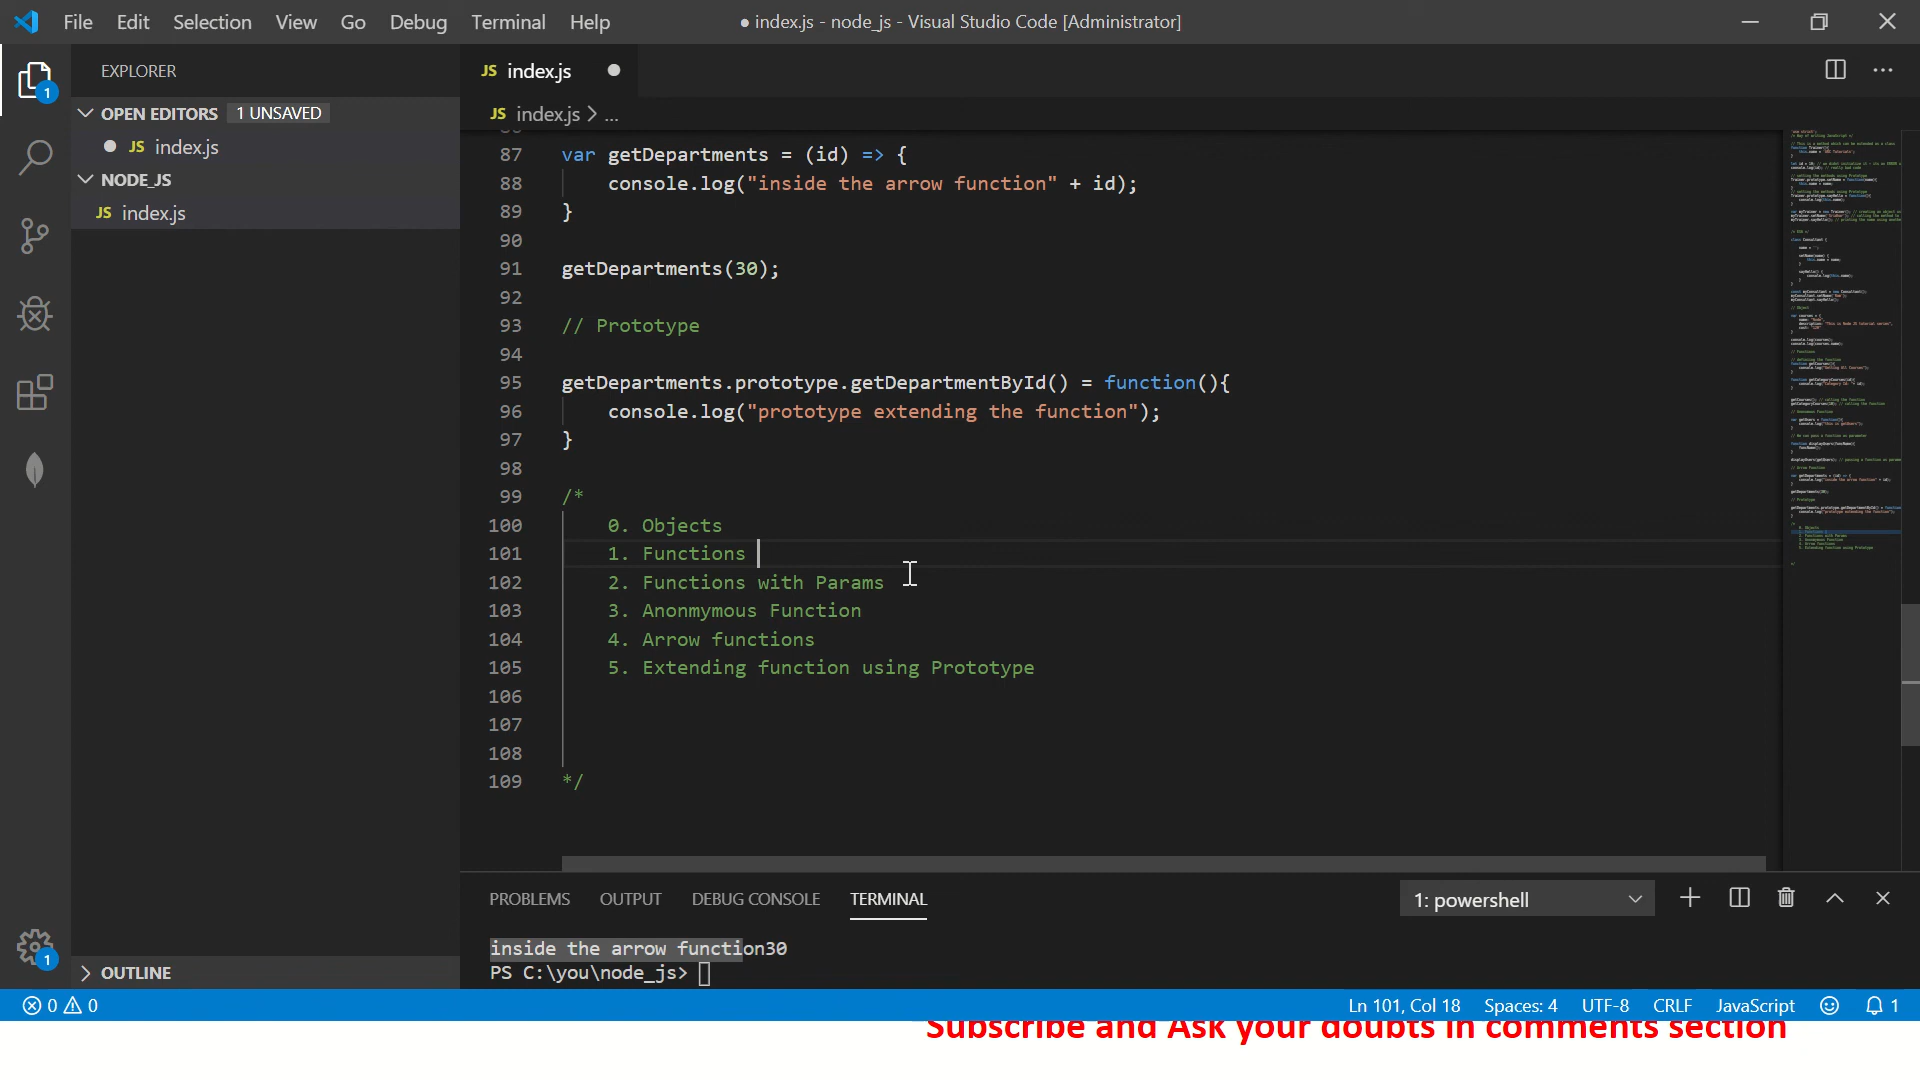 File Edit Selection View Go Debug Terminal Help
● index.js - node_js - Visual Studio Code [Administrator]
EXPLORER
JS index.js
OPEN EDITORS 1 UNSAVED
JS index.js > ...
JS index.js
NODE_JS
JS index.js
87 var getDepartments = (id) => {
88 console.log("inside the arrow function" + id);
89 }
90
91 getDepartments(30);
92
93 // Prototype
94
95 getDepartments.prototype.getDepartmentById() = function(){
96 console.log("prototype extending the function");
97 }
98
99 /*
100 0. Objects
101 1. Functions
102 2. Functions with Params
103 3. Anonmymous Function
104 4. Arrow functions
105 5. Extending function using Prototype
106
107
108
109 */
1
PROBLEMS OUTPUT DEBUG CONSOLE TERMINAL 1: powershell
inside the arrow function30
PS C:\you\node_js>
1
OUTLINE
0 0 Ln 101, Col 18 Spaces: 4 UTF-8 CRLF JavaScript 1
Subscribe and Ask your doubts in comments section